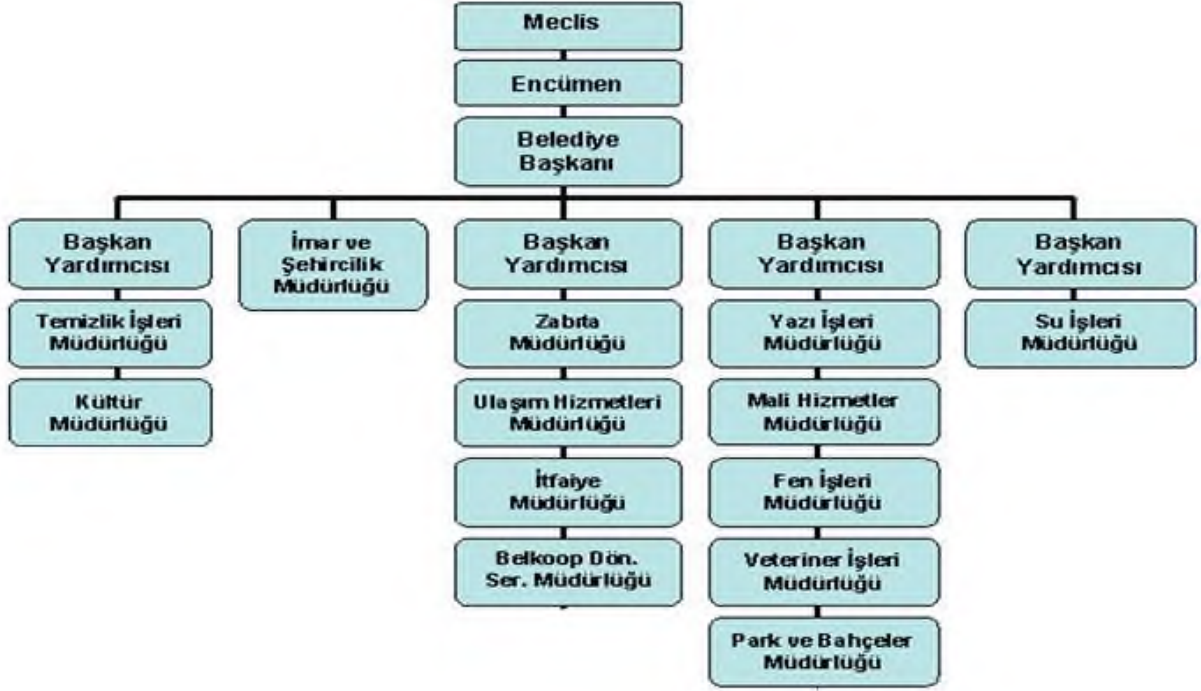 Meclis
Encümen
Belediye
Başkanı
Başkan
Yardımcısı
Temizlik İşleri
Müdürlüğü
Kültür
Müdürlüğü
İmar ve
Şehircilik
Müdürlüğü
Başkan
Yardımcısı
Zabıta
Müdürlüğü
Ulaşım Hizmetleri
Müdürlüğü
İtfaiye
Müdürlüğü
Belkoop Dön.
Ser. Müdürlüğü
Başkan
Yardımcısı
Yazı İşleri
Müdürlüğü
Mali Hizmetler
Müdürlüğü
Fen İşleri
Müdürlüğü
Veteriner İşleri
Müdürlüğü
Park ve Bahçeler
Müdürlüğü
Başkan
Yardımcısı
Su İşleri
Müdürlüğü